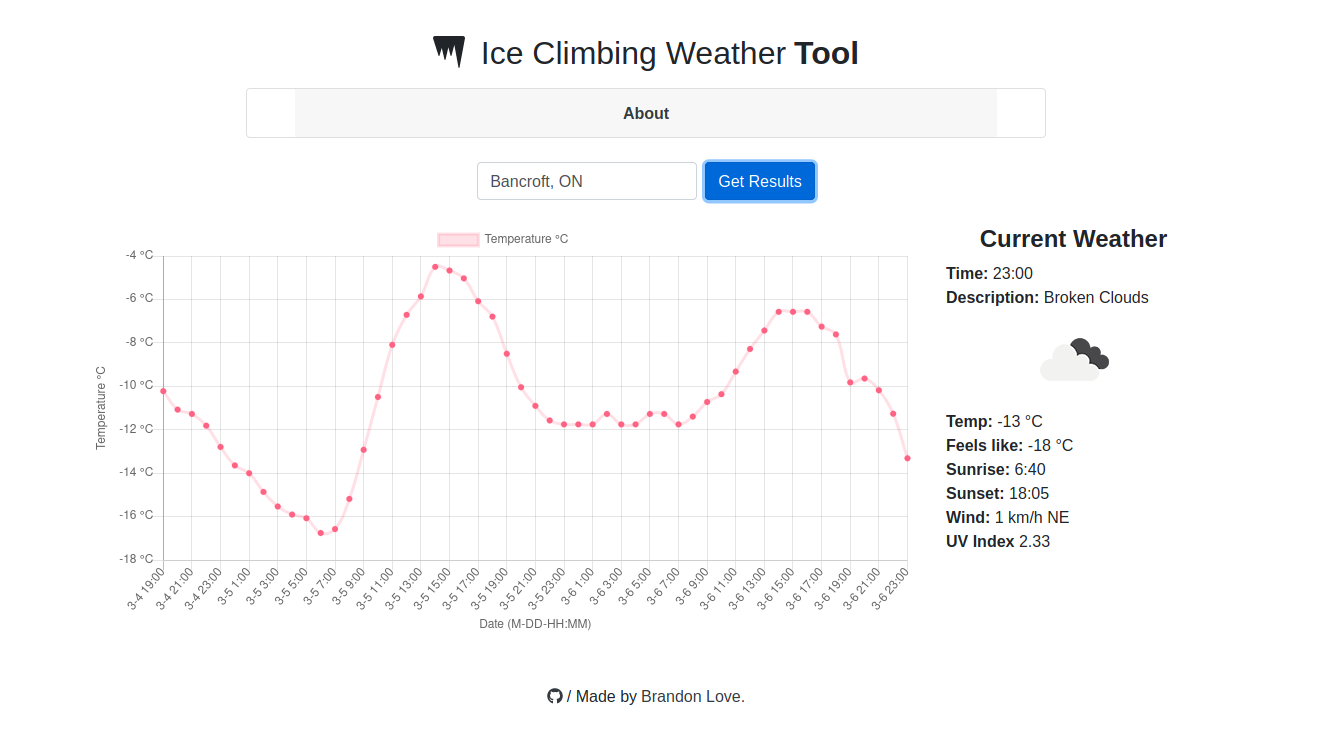 Ice Climbing Weather Tool
About
Bancroft, ON
Get Results
Temperature °C
-4 °C
-6 °C
-8 °C
-10 °C
-12 °C
-14 °C
-16 °C
-18 °C
Temperature °C
3-4 19:00
3-4 21:00
3-4 23:00
3-5 1:00
3-5 3:00
3-5 5:00
3-5 7:00
3-5 9:00
3-5 11:00
3-5 13:00
3-5 15:00
3-5 17:00
3-5 19:00
3-5 21:00
3-5 23:00
3-6 1:00
3-6 3:00
3-6 5:00
3-6 7:00
3-6 9:00
3-6 11:00
3-6 13:00
3-6 15:00
3-6 17:00
3-6 19:00
3-6 21:00
3-6 23:00
Date (M-DD-HH:MM)
Current Weather
Time: 23:00
Description: Broken Clouds
Temp: -13 °C
Feels like: -18 °C
Sunrise: 6:40
Sunset: 18:05
Wind: 1 km/h NE
UV Index 2.33
/ Made by Brandon Love.